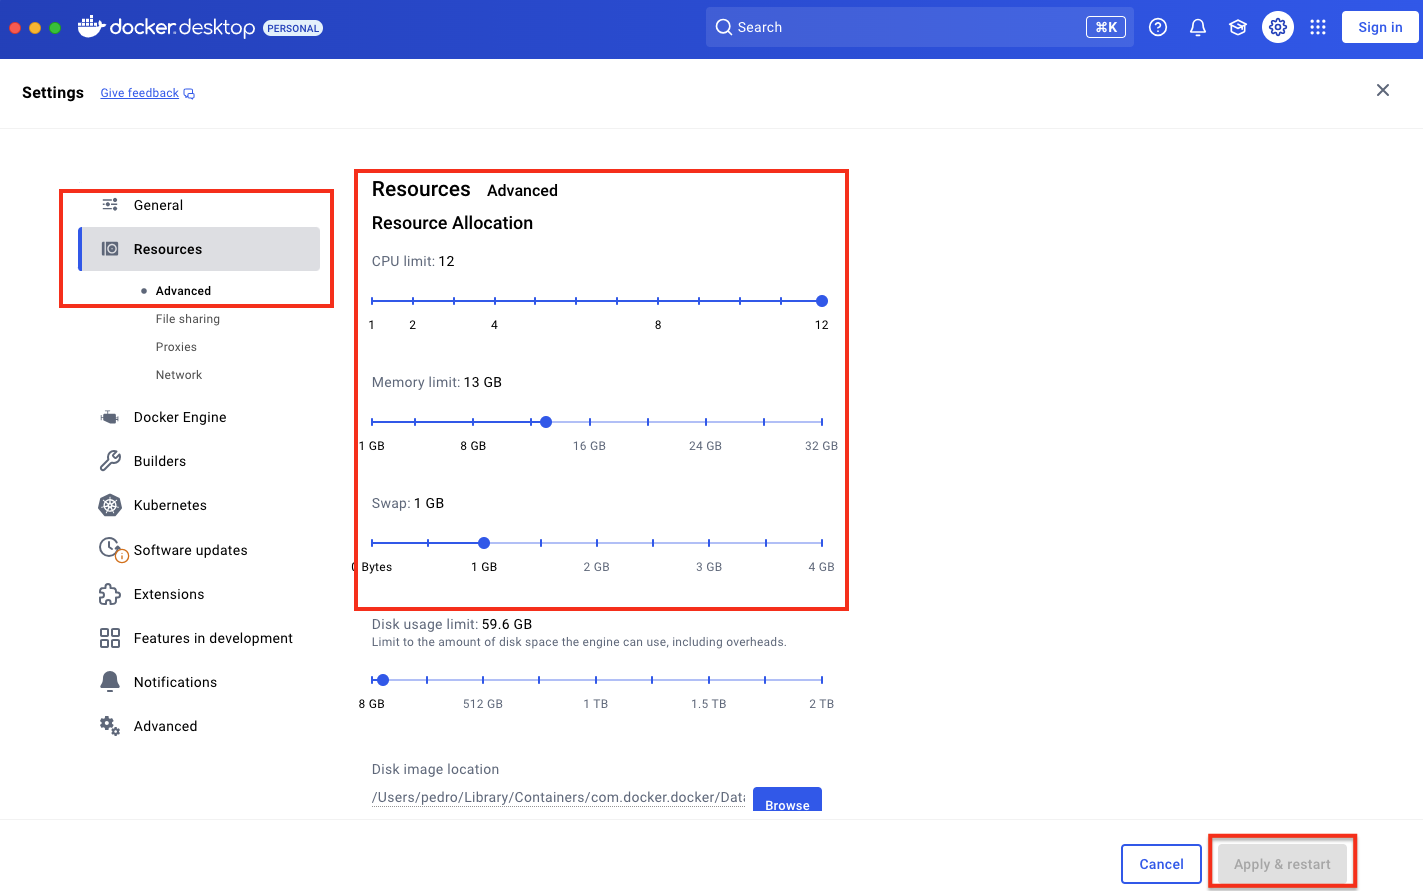 docker desktop PERSONAL
Search
⌘K
Sign in
Settings Give feedback
General
Resources
Advanced
File sharing
Proxies
Network
Docker Engine
Builders
Kubernetes
Software updates
Extensions
Features in development
Notifications
Advanced
Resources Advanced
Resource Allocation
CPU limit: 12
1 2 4 8 12
Memory limit: 13 GB
1 GB 8 GB 16 GB 24 GB 32 GB
Swap: 1 GB
0 Bytes 1 GB 2 GB 3 GB 4 GB
Disk usage limit: 59.6 GB
Limit to the amount of disk space the engine can use, including overheads.
8 GB 512 GB 1 TB 1.5 TB 2 TB
Disk image location
/Users/pedro/Library/Containers/com.docker.docker/Data
Browse
Cancel
Apply & restart